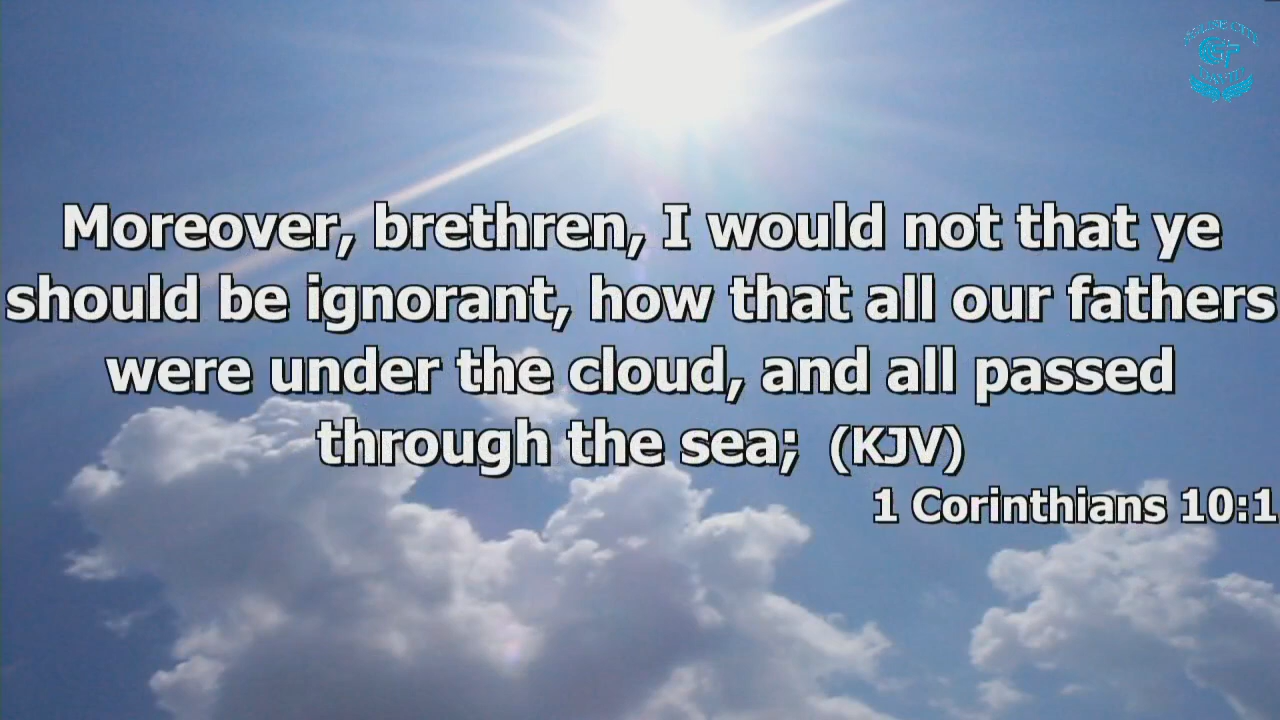 Moreover, brethren, I would not that ye
should be ignorant, how that all our fathers
were under the cloud, and all passed
through the sea; (KJV)
1 Corinthians 10:1